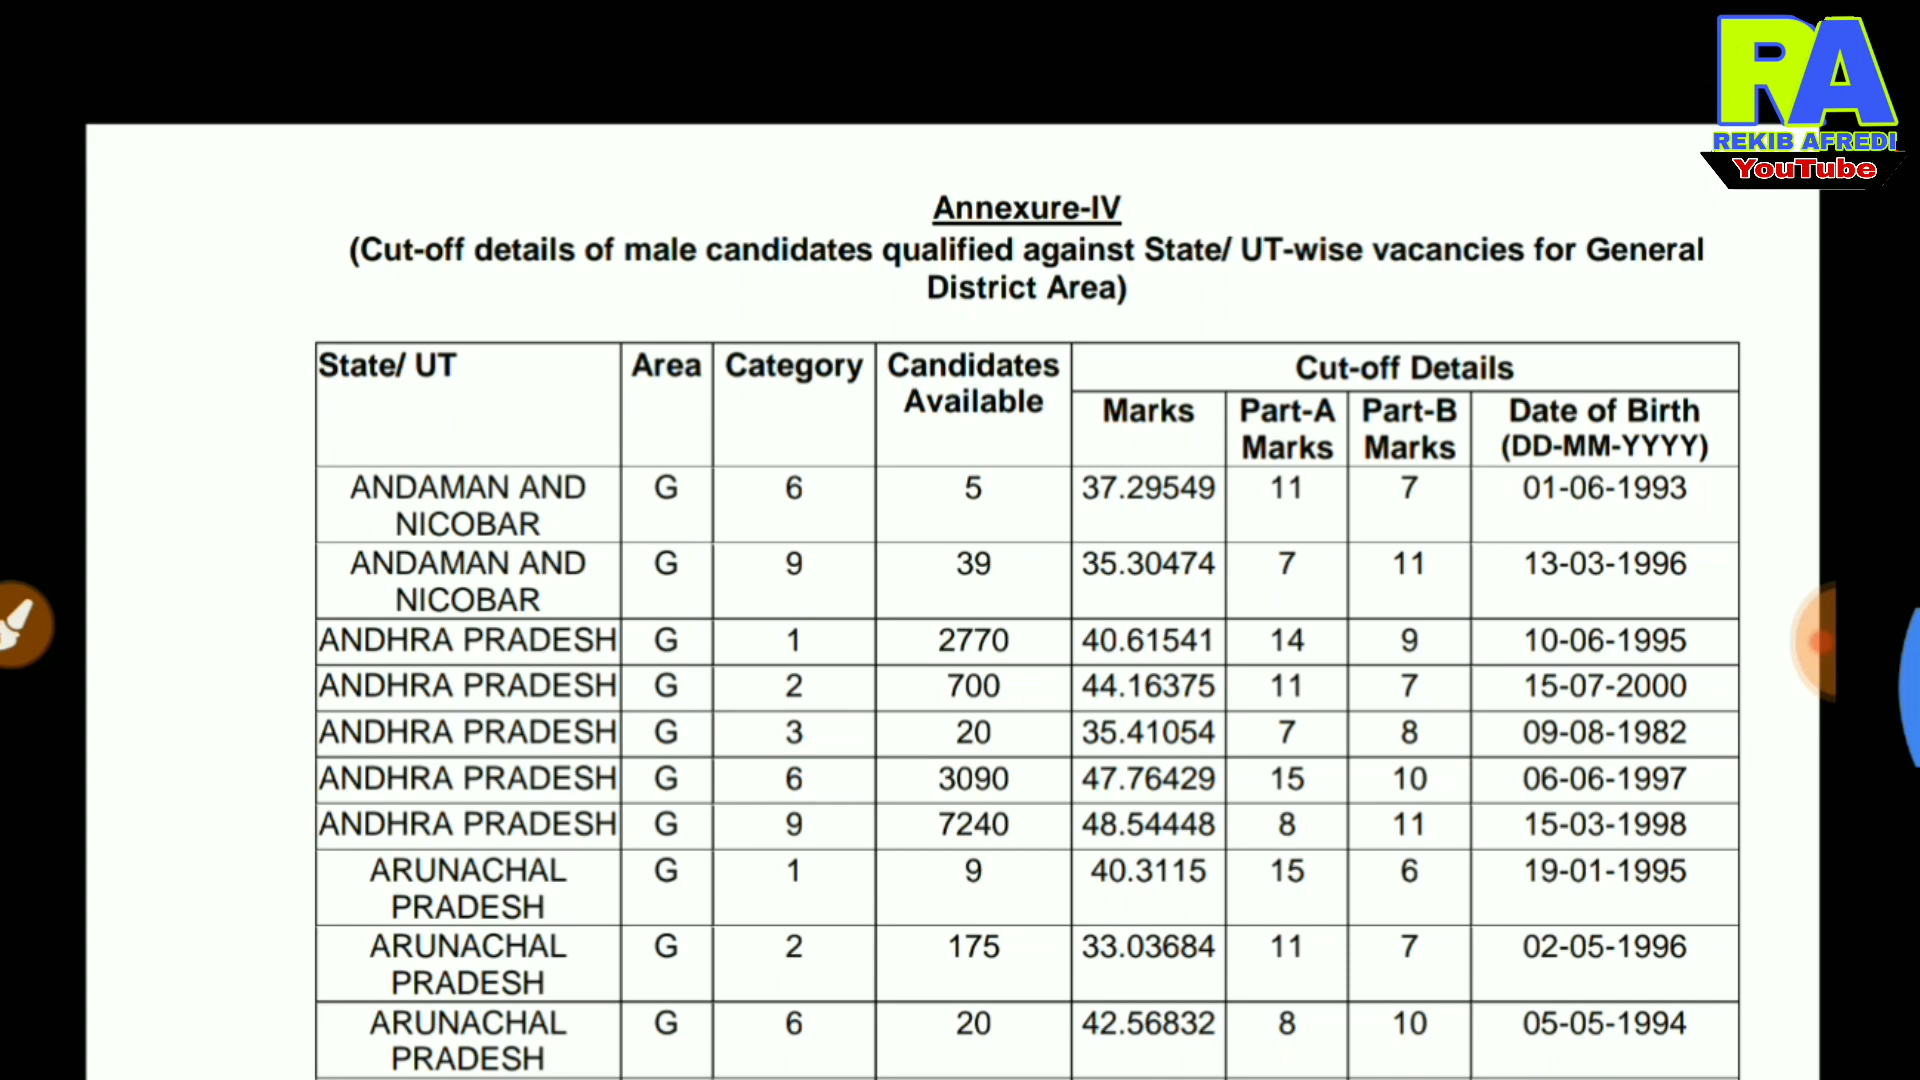 RA
REKIB AFREDI
YouTube
Annexure-IV
(Cut-off details of male candidates qualified against State/ UT-wise vacancies for General
District Area)
State/ UT Area Category Candidates Available Cut-off Details
Marks Part-A Marks Part-B Marks Date of Birth (DD-MM-YYYY)
ANDAMAN AND NICOBAR G 6 5 37.29549 11 7 01-06-1993
ANDAMAN AND NICOBAR G 9 39 35.30474 7 11 13-03-1996
ANDHRA PRADESH G 1 2770 40.61541 14 9 10-06-1995
ANDHRA PRADESH G 2 700 44.16375 11 7 15-07-2000
ANDHRA PRADESH G 3 20 35.41054 7 8 09-08-1982
ANDHRA PRADESH G 6 3090 47.76429 15 10 06-06-1997
ANDHRA PRADESH G 9 7240 48.54448 8 11 15-03-1998
ARUNACHAL PRADESH G 1 9 40.3115 15 6 19-01-1995
ARUNACHAL PRADESH G 2 175 33.03684 11 7 02-05-1996
ARUNACHAL PRADESH G 6 20 42.56832 8 10 05-05-1994